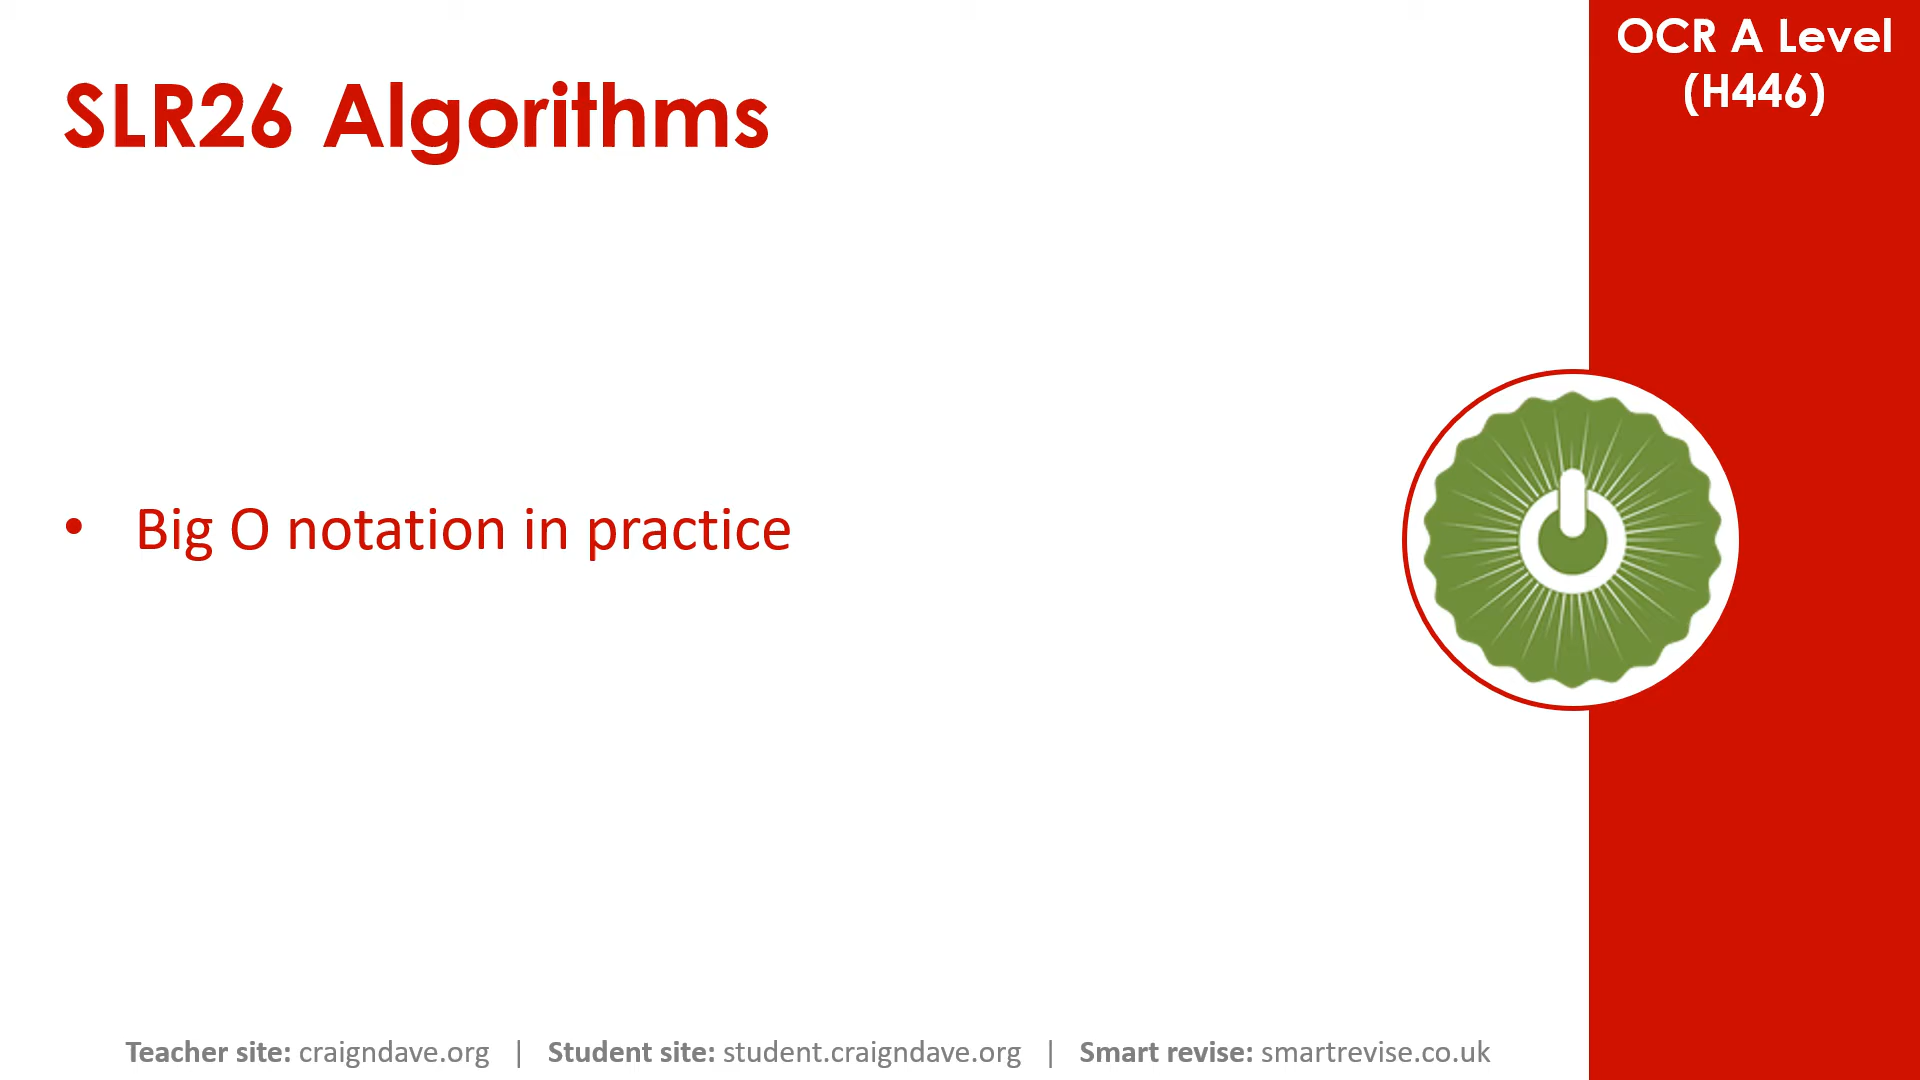 OCR A Level
(H446)
SLR26 Algorithms
• Big O notation in practice
Teacher site: craigndave.org | Student site: student.craigndave.org | Smart revise: smartrevise.co.uk